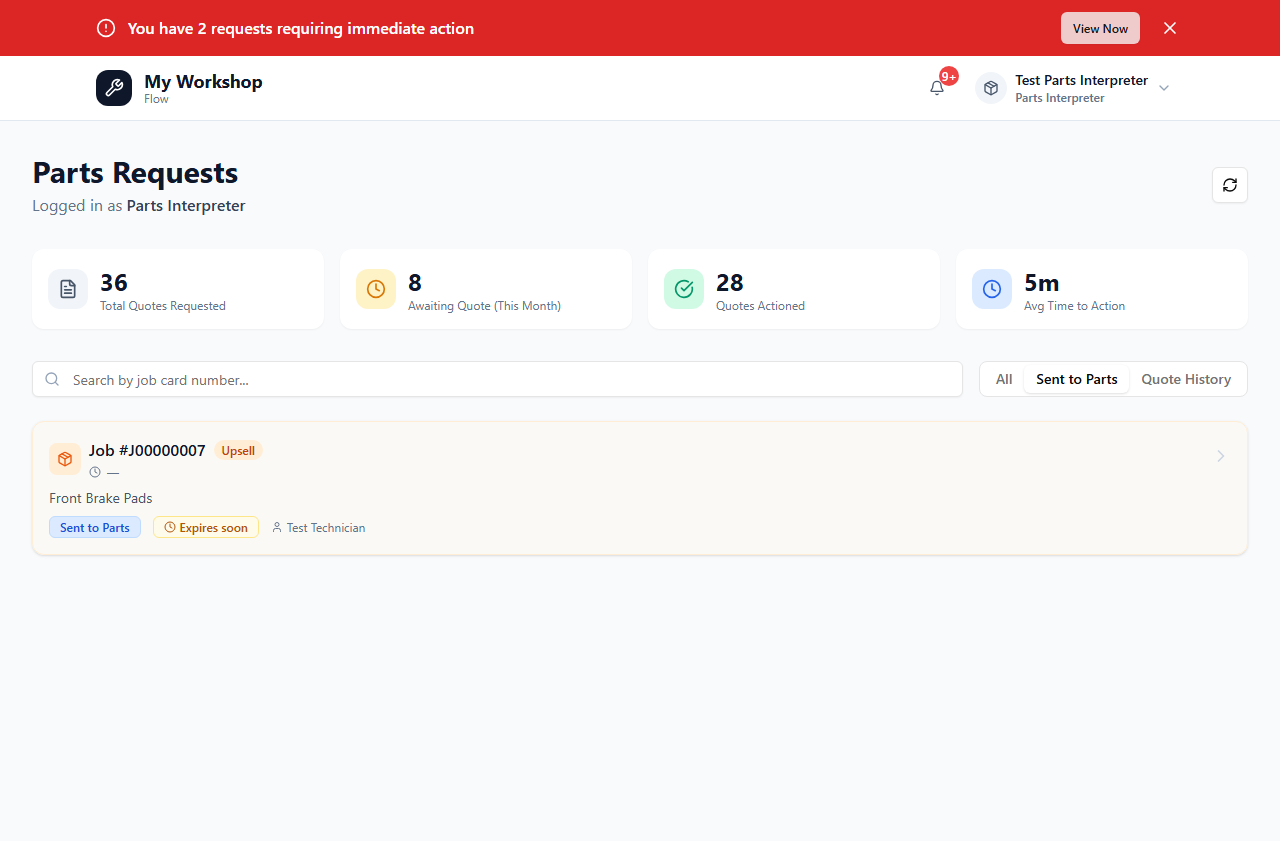 You have 2 requests requiring immediate action
View Now
My Workshop
Flow
9+
Test Parts Interpreter
Parts Interpreter
Parts Requests
Logged in as Parts Interpreter
36
Total Quotes Requested
8
Awaiting Quote (This Month)
28
Quotes Actioned
5m
Avg Time to Action
Search by job card number...
All
Sent to Parts
Quote History
Job #J00000007
Upsell
—
Front Brake Pads
Sent to Parts
Expires soon
Test Technician